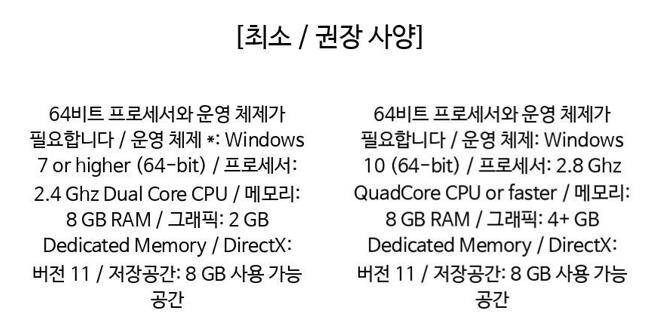 [최소 / 권장 사양]
64비트 프로세서와 운영 체제가
필요합니다 / 운영 체제 *: Windows
7 or higher (64-bit) / 프로세서:
2.4 Ghz Dual Core CPU / 메모리:
8 GB RAM / 그래픽: 2 GB
Dedicated Memory / DirectX:
버전 11 / 저장공간: 8 GB 사용 가능
공간
64비트 프로세서와 운영 체제가
필요합니다 / 운영 체제: Windows
10 (64-bit) / 프로세서: 2.8 Ghz
QuadCore CPU or faster / 메모리:
8 GB RAM / 그래픽: 4+ GB
Dedicated Memory / DirectX:
버전 11 / 저장공간: 8 GB 사용 가능
공간